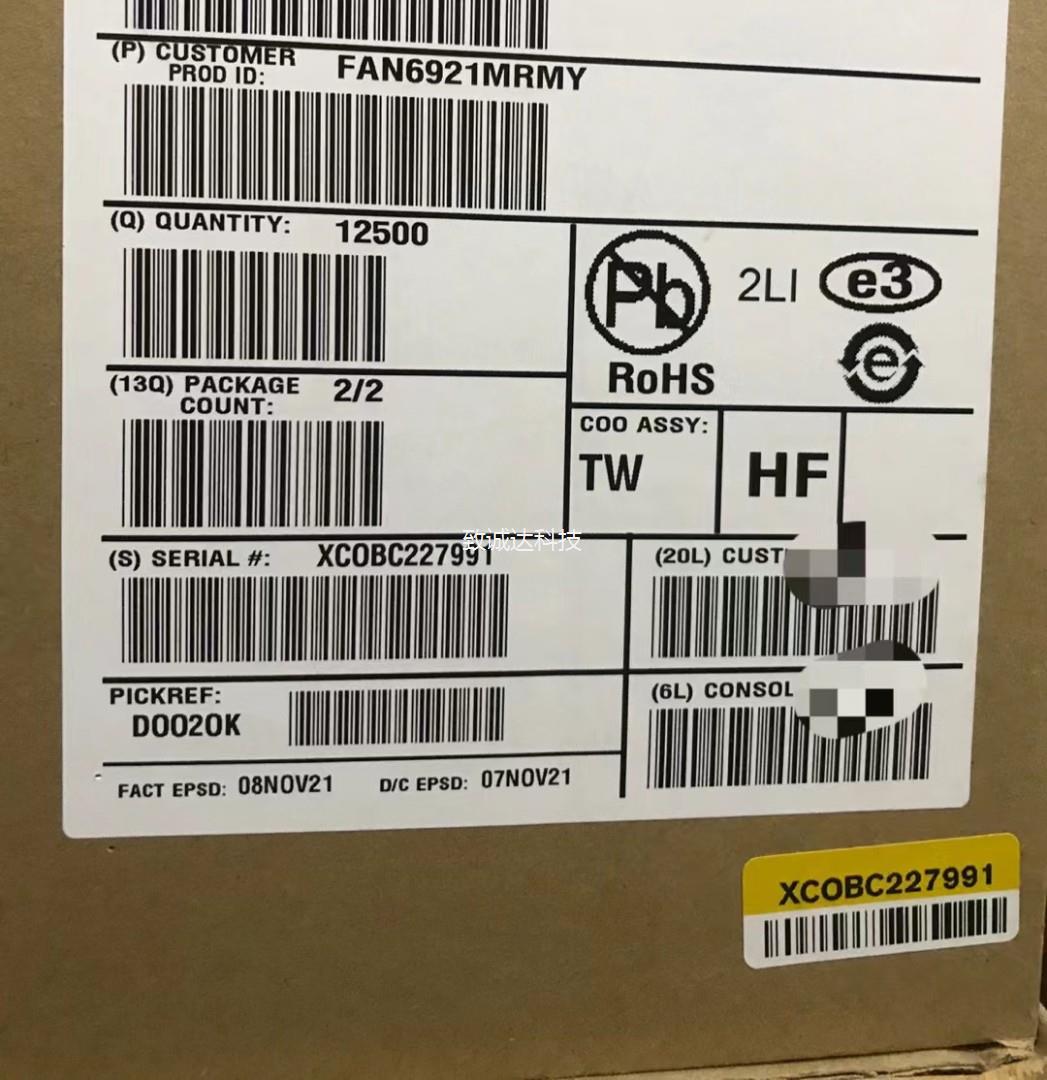 (P) CUSTOMER
PROD ID: FAN6921MRMY
(Q) QUANTITY: 12500
Pb 2LI e3
e
RoHS
(13Q) PACKAGE 2/2
COUNT:
COO ASSY:
TW HF
致诚达科技
(S) SERIAL #: XCOBC227991
(20L) CUST
PICKREF:
D0020K
(6L) CONSOL
FACT EPSD: 08NOV21 D/C EPSD: 07NOV21
XCOBC227991